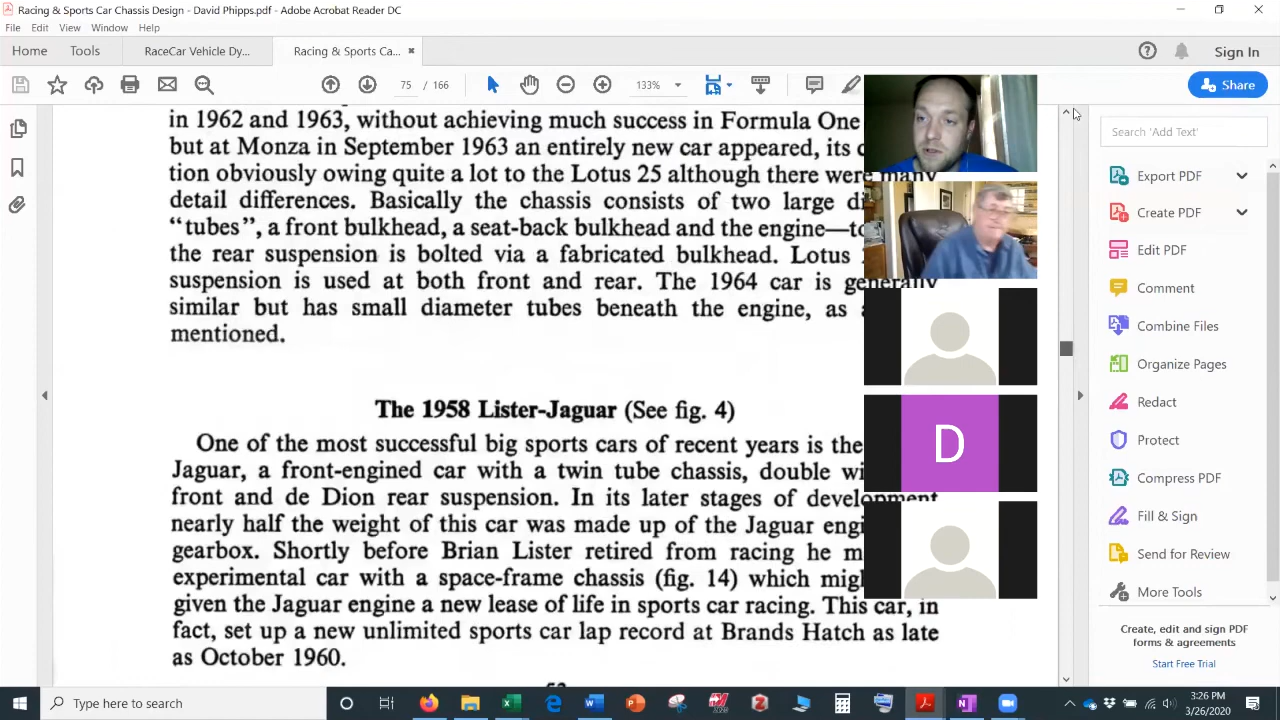 Racing & Sports Car Chassis Design - David Phipps.pdf - Adobe Acrobat Reader DC
File Edit View Window Help
Home Tools RaceCar Vehicle Dy... Racing & Sports Ca... Sign In
75 / 166 133% Share
in 1962 and 1963, without achieving much success in Formula One
but at Monza in September 1963 an entirely new car appeared, its
tion obviously owing quite a lot to the Lotus 25 although there were many
detail differences. Basically the chassis consists of two large
“tubes”, a front bulkhead, a seat-back bulkhead and the engine—
the rear suspension is bolted via a fabricated bulkhead. Lotus
suspension is used at both front and rear. The 1964 car is generally
similar but has small diameter tubes beneath the engine, as
mentioned.
The 1958 Lister-Jaguar (See fig. 4)
One of the most successful big sports cars of recent years is the
Jaguar, a front-engined car with a twin tube chassis, double
front and de Dion rear suspension. In its later stages of development
nearly half the weight of this car was made up of the Jaguar
gearbox. Shortly before Brian Lister retired from racing he
experimental car with a space-frame chassis (fig. 14) which
given the Jaguar engine a new lease of life in sports car racing. This car, in
fact, set up a new unlimited sports car lap record at Brands Hatch as late
as October 1960.
D
Search 'Add Text'
Export PDF
Create PDF
Edit PDF
Comment
Combine Files
Organize Pages
Redact
Protect
Compress PDF
Fill & Sign
Send for Review
More Tools
Create, edit and sign PDF
forms & agreements
Start Free Trial
Type here to search
3:26 PM
3/26/2020